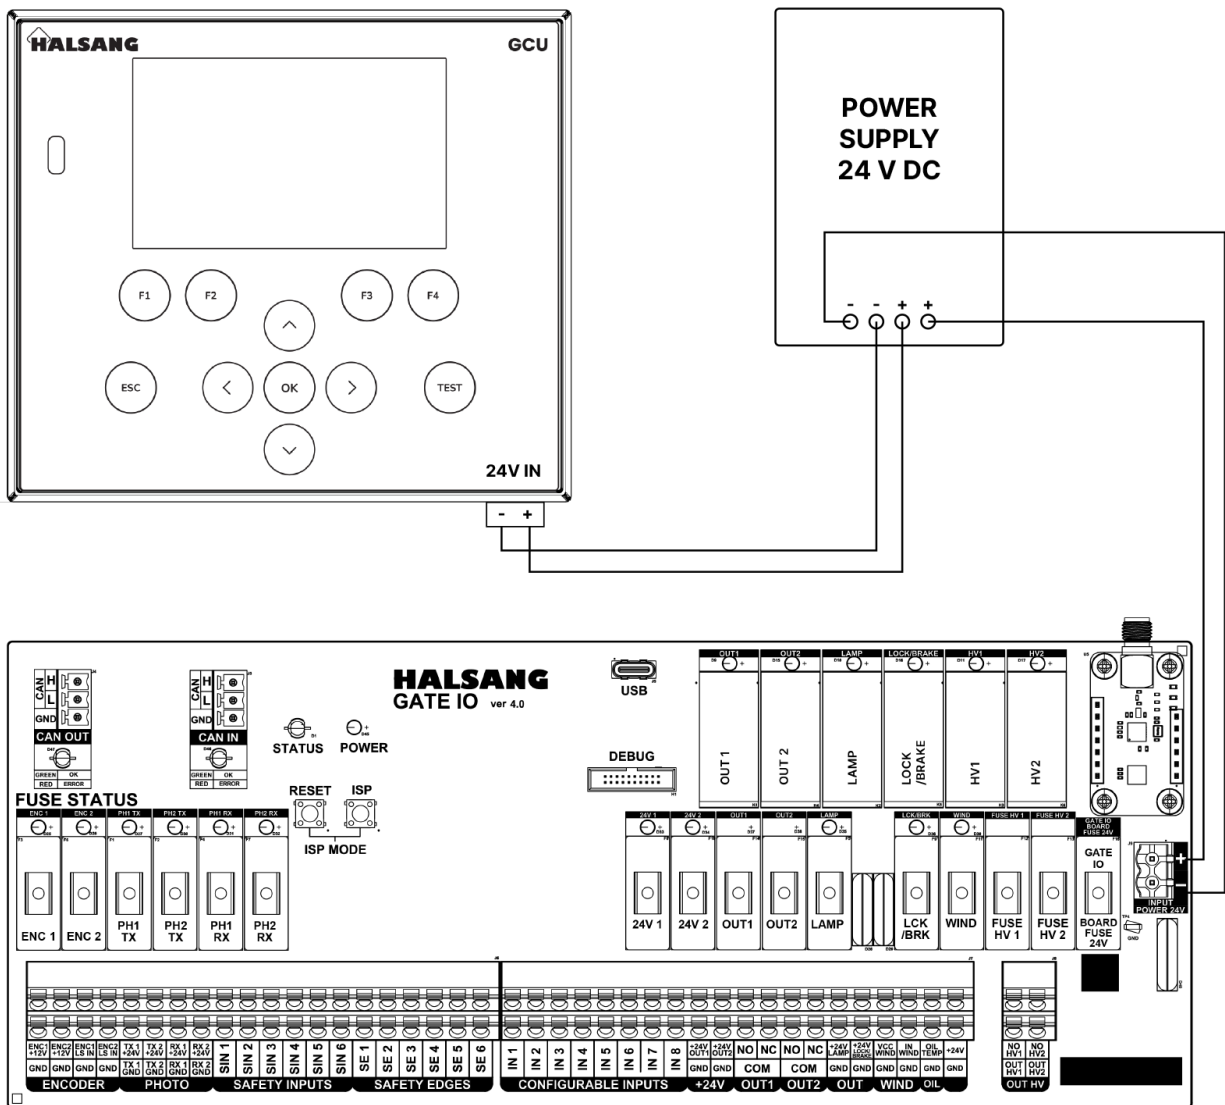 HALSANG
GCU
F1
F2
F3
F4
ESC
OK
TEST
24V IN
- +
POWER
SUPPLY
24 V DC
- - + +
CAN
H
L
GND
CAN OUT
GREEN OK
RED ERROR
CAN
H
L
GND
CAN IN
GREEN OK
RED ERROR
STATUS
POWER
HALSANG
GATE IO ver 4.0
USB
DEBUG
RESET ISP
ISP MODE
OUT1 OUT2 LAMP LOCK/BRAKE HV1 HV2
OUT 1
OUT 2
LAMP
LOCK
/BRAKE
HV1
HV2
FUSE STATUS
ENC 1 ENC 2 PH1 TX PH2 TX PH1 RX PH2 RX
ENC 1
ENC 2
PH1
TX
PH2
TX
PH1
RX
PH2
RX
24V 1 24V 2 OUT1 OUT2 LAMP LCK/BRK WIND FUSE HV 1 FUSE HV 2
GATE IO
BOARD
FUSE 24V
24V 1
24V 2
OUT1
OUT2
LAMP
LCK
/BRK
WIND
FUSE
HV 1
FUSE
HV 2
GATE
IO
BOARD
FUSE
24V
+
−
INPUT
POWER 24V
GND
ENC1 ENC2 ENC1 ENC2 TX 1 TX 2 RX 1 RX 2
+12V +12V LS IN LS IN +24V +24V +24V +24V
GND GND GND GND TX 1 TX 2 RX 1 RX 2
GND GND GND GND
SIN 1
SIN 2
SIN 3
SIN 4
SIN 5
SIN 6
SE 1
SE 2
SE 3
SE 4
SE 5
SE 6
ENCODER PHOTO SAFETY INPUTS SAFETY EDGES
IN 1
IN 2
IN 3
IN 4
IN 5
IN 6
IN 7
IN 8
+24V +24V
OUT1 OUT2
GND GND
NO NC
COM
NO NC
COM
+24V
LAMP
GND
+24V
LOCK/
BRAKE
GND
VCC
WIND
GND
IN
WIND
GND
OIL
TEMP
GND
+24V
GND
CONFIGURABLE INPUTS +24V OUT1 OUT2 OUT WIND OIL
NO NO
HV1 HV2
OUT OUT
HV1 HV2
OUT HV